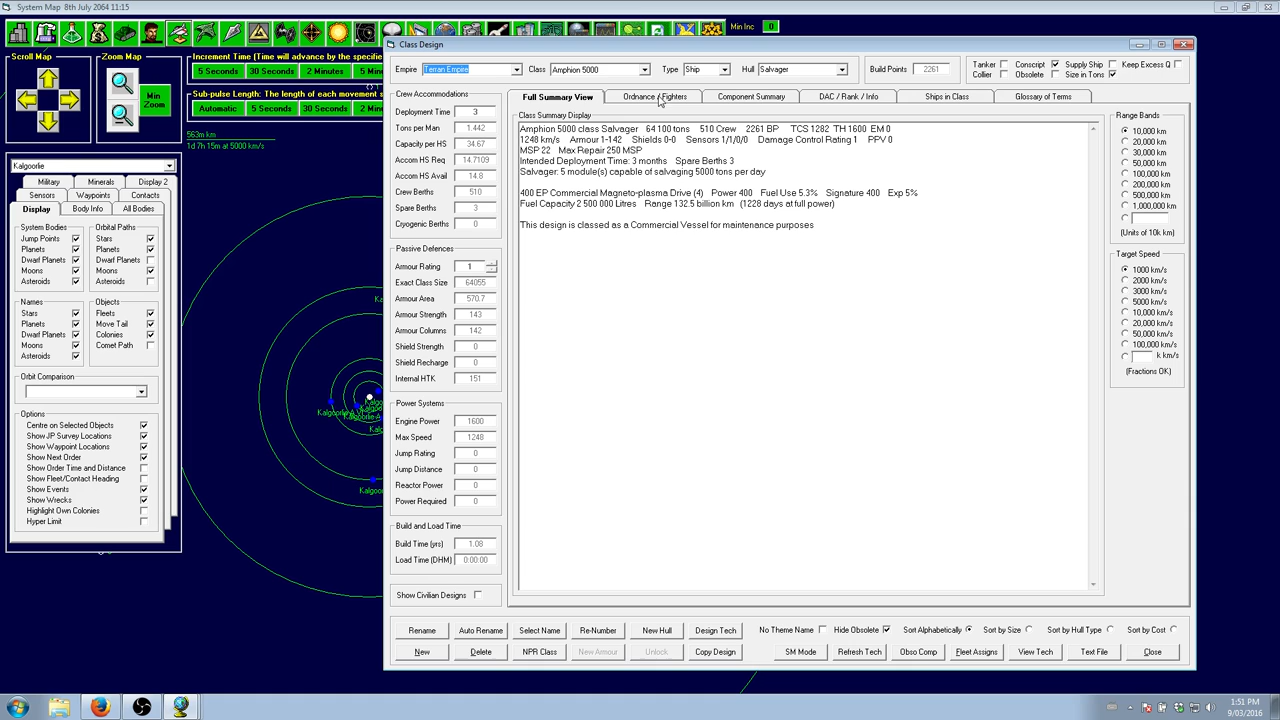 System Map   8th July 2064 11:15
Min Inc
0
Scroll Map
Zoom Map
Min
Zoom
Increment Time (Time will advance by the specifie
5 Seconds
30 Seconds
2 Minutes
5 Min
Sub-pulse Length: The length of each movement s
Automatic
5 Seconds
30 Seconds
2 Mi
563m km
1d 7h 15m at 5000 km/s
Kalgoorlie
Military
Minerals
Display 2
Sensors
Waypoints
Contacts
Display
Body Info
All Bodies
System Bodies
Jump Points
Planets
Dwarf Planets
Moons
Asteroids
Orbital Paths
Stars
Planets
Dwarf Planets
Moons
Asteroids
Names
Stars
Planets
Dwarf Planets
Moons
Asteroids
Objects
Fleets
Move Tail
Colonies
Comet Path
Orbit Comparison
Options
Centre on Selected Objects
Show JP Survey Locations
Show Waypoint Locations
Show Next Order
Show Order Time and Distance
Show Fleet/Contact Heading
Show Events
Show Wrecks
Highlight Own Colonies
Hyper Limit
Class Design
Empire
Terran Empire
Class
Amphion 5000
Type
Ship
Hull
Salvager
Build Points
2261
Tanker
Conscript
Supply Ship
Keep Excess Q
Collier
Obsolete
Size in Tons
Crew Accommodations
Deployment Time 3
Tons per Man 1.442
Capacity per HS 34.67
Accom HS Req 14.7109
Accom HS Avail 14.8
Crew Berths 510
Spare Berths 3
Cryogenic Berths 0
Passive Defences
Armour Rating 1
Exact Class Size 64055
Armour Area 570.7
Armour Strength 143
Armour Columns 142
Shield Strength 0
Shield Recharge 0
Internal HTK 151
Power Systems
Engine Power 1600
Max Speed 1248
Jump Rating 0
Jump Distance 0
Reactor Power 0
Power Required 0
Build and Load Time
Build Time (yrs) 1.08
Load Time (DHM) 0:00:00
Show Civilian Designs
Full Summary View
Ordnance / Fighters
Component Summary
DAC / Rank / Info
Ships in Class
Glossary of Terms
Class Summary Display
Amphion 5000 class Salvager    64 100 tons    510 Crew    2261 BP    TCS 1282  TH 1600  EM 0
1248 km/s    Armour 1-142    Shields 0-0    Sensors 1/1/0/0    Damage Control Rating 1    PPV 0
MSP 22    Max Repair 250 MSP
Intended Deployment Time: 3 months    Spare Berths 3
Salvager: 5 module(s) capable of salvaging 5000 tons per day
400 EP Commercial Magneto-plasma Drive (4)    Power 400    Fuel Use 5.3%    Signature 400    Exp 5%
Fuel Capacity 2 500 000 Litres    Range 132.5 billion km   (1228 days at full power)
This design is classed as a Commercial Vessel for maintenance purposes
Range Bands
10,000 km
20,000 km
30,000 km
50,000 km
100,000 km
200,000 km
500,000 km
1,000,000 km
(Units of 10k km)
Target Speed
1000 km/s
2000 km/s
3000 km/s
5000 km/s
10,000 km/s
20,000 km/s
50,000 km/s
100,000 km/s
k km/s
(Fractions OK)
Rename
Auto Rename
Select Name
Re-Number
New Hull
Design Tech
No Theme Name
Hide Obsolete
Sort Alphabetically
Sort by Size
Sort by Hull Type
Sort by Cost
New
Delete
NPR Class
New Armour
Unlock
Copy Design
SM Mode
Refresh Tech
Obso Comp
Fleet Assigns
View Tech
Text File
Close
1:51 PM
9/03/2016